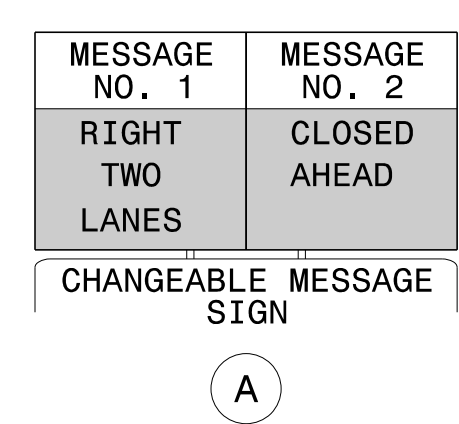 MESSAGE
NO. 1
MESSAGE
NO. 2
RIGHT
TWO
LANES
CLOSED
AHEAD
CHANGEABLE MESSAGE
SIGN
A